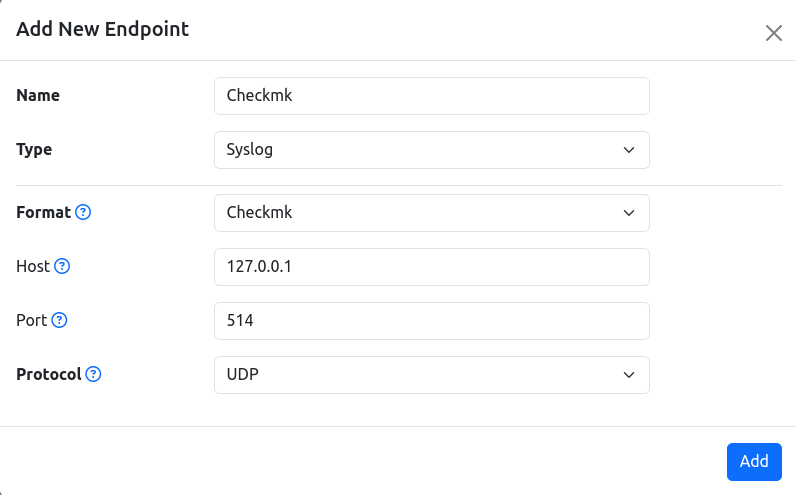 Add New Endpoint
Name Checkmk
Type Syslog
Format Checkmk
Host 127.0.0.1
Port 514
Protocol UDP
Add